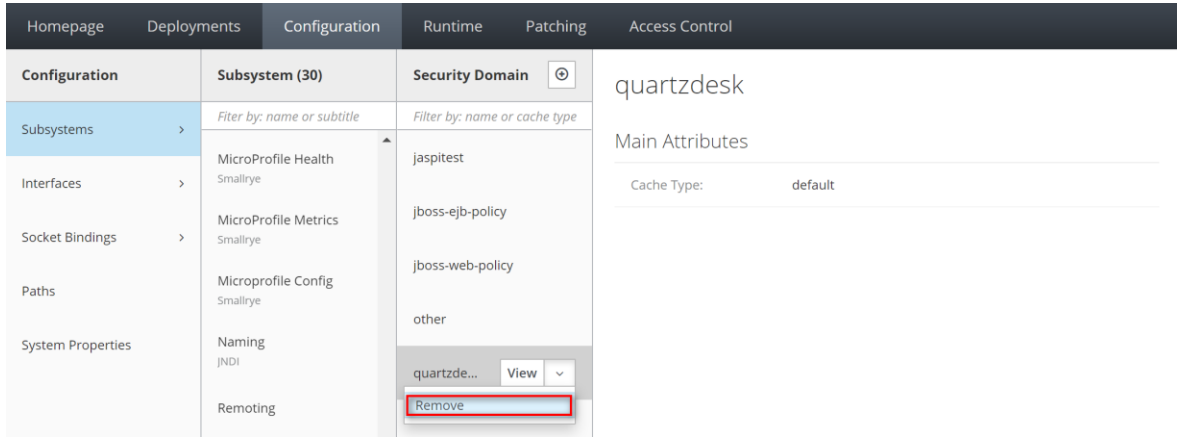 Homepage Deployments Configuration Runtime Patching Access Control
Configuration
Subsystems
Interfaces
Socket Bindings
Paths
System Properties
Subsystem (30)
Fiter by: name or subtitle
MicroProfile Health
Smallrye
MicroProfile Metrics
Smallrye
Microprofile Config
Smallrye
Naming
JNDI
Remoting
Security Domain
Filter by: name or cache type
jaspitest
jboss-ejb-policy
jboss-web-policy
other
quartzde... View
Remove
quartzdesk
Main Attributes
Cache Type: default